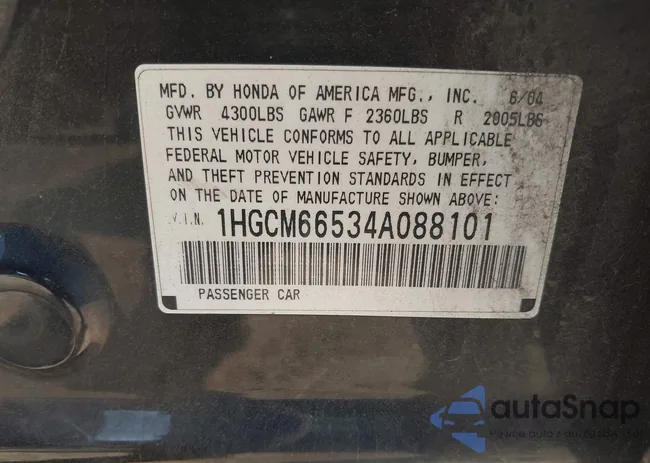 MFD. BY HONDA OF AMERICA MFG., INC. 6/04
GVWR 4300LBS GAWR F 2360LBS R 2005LBS
THIS VEHICLE CONFORMS TO ALL APPLICABLE
FEDERAL MOTOR VEHICLE SAFETY, BUMPER,
AND THEFT PREVENTION STANDARDS IN EFFECT
ON THE DATE OF MANUFACTURE SHOWN ABOVE:
V.I.N. 1HGCM66534A088101
PASSENGER CAR
autaSnap